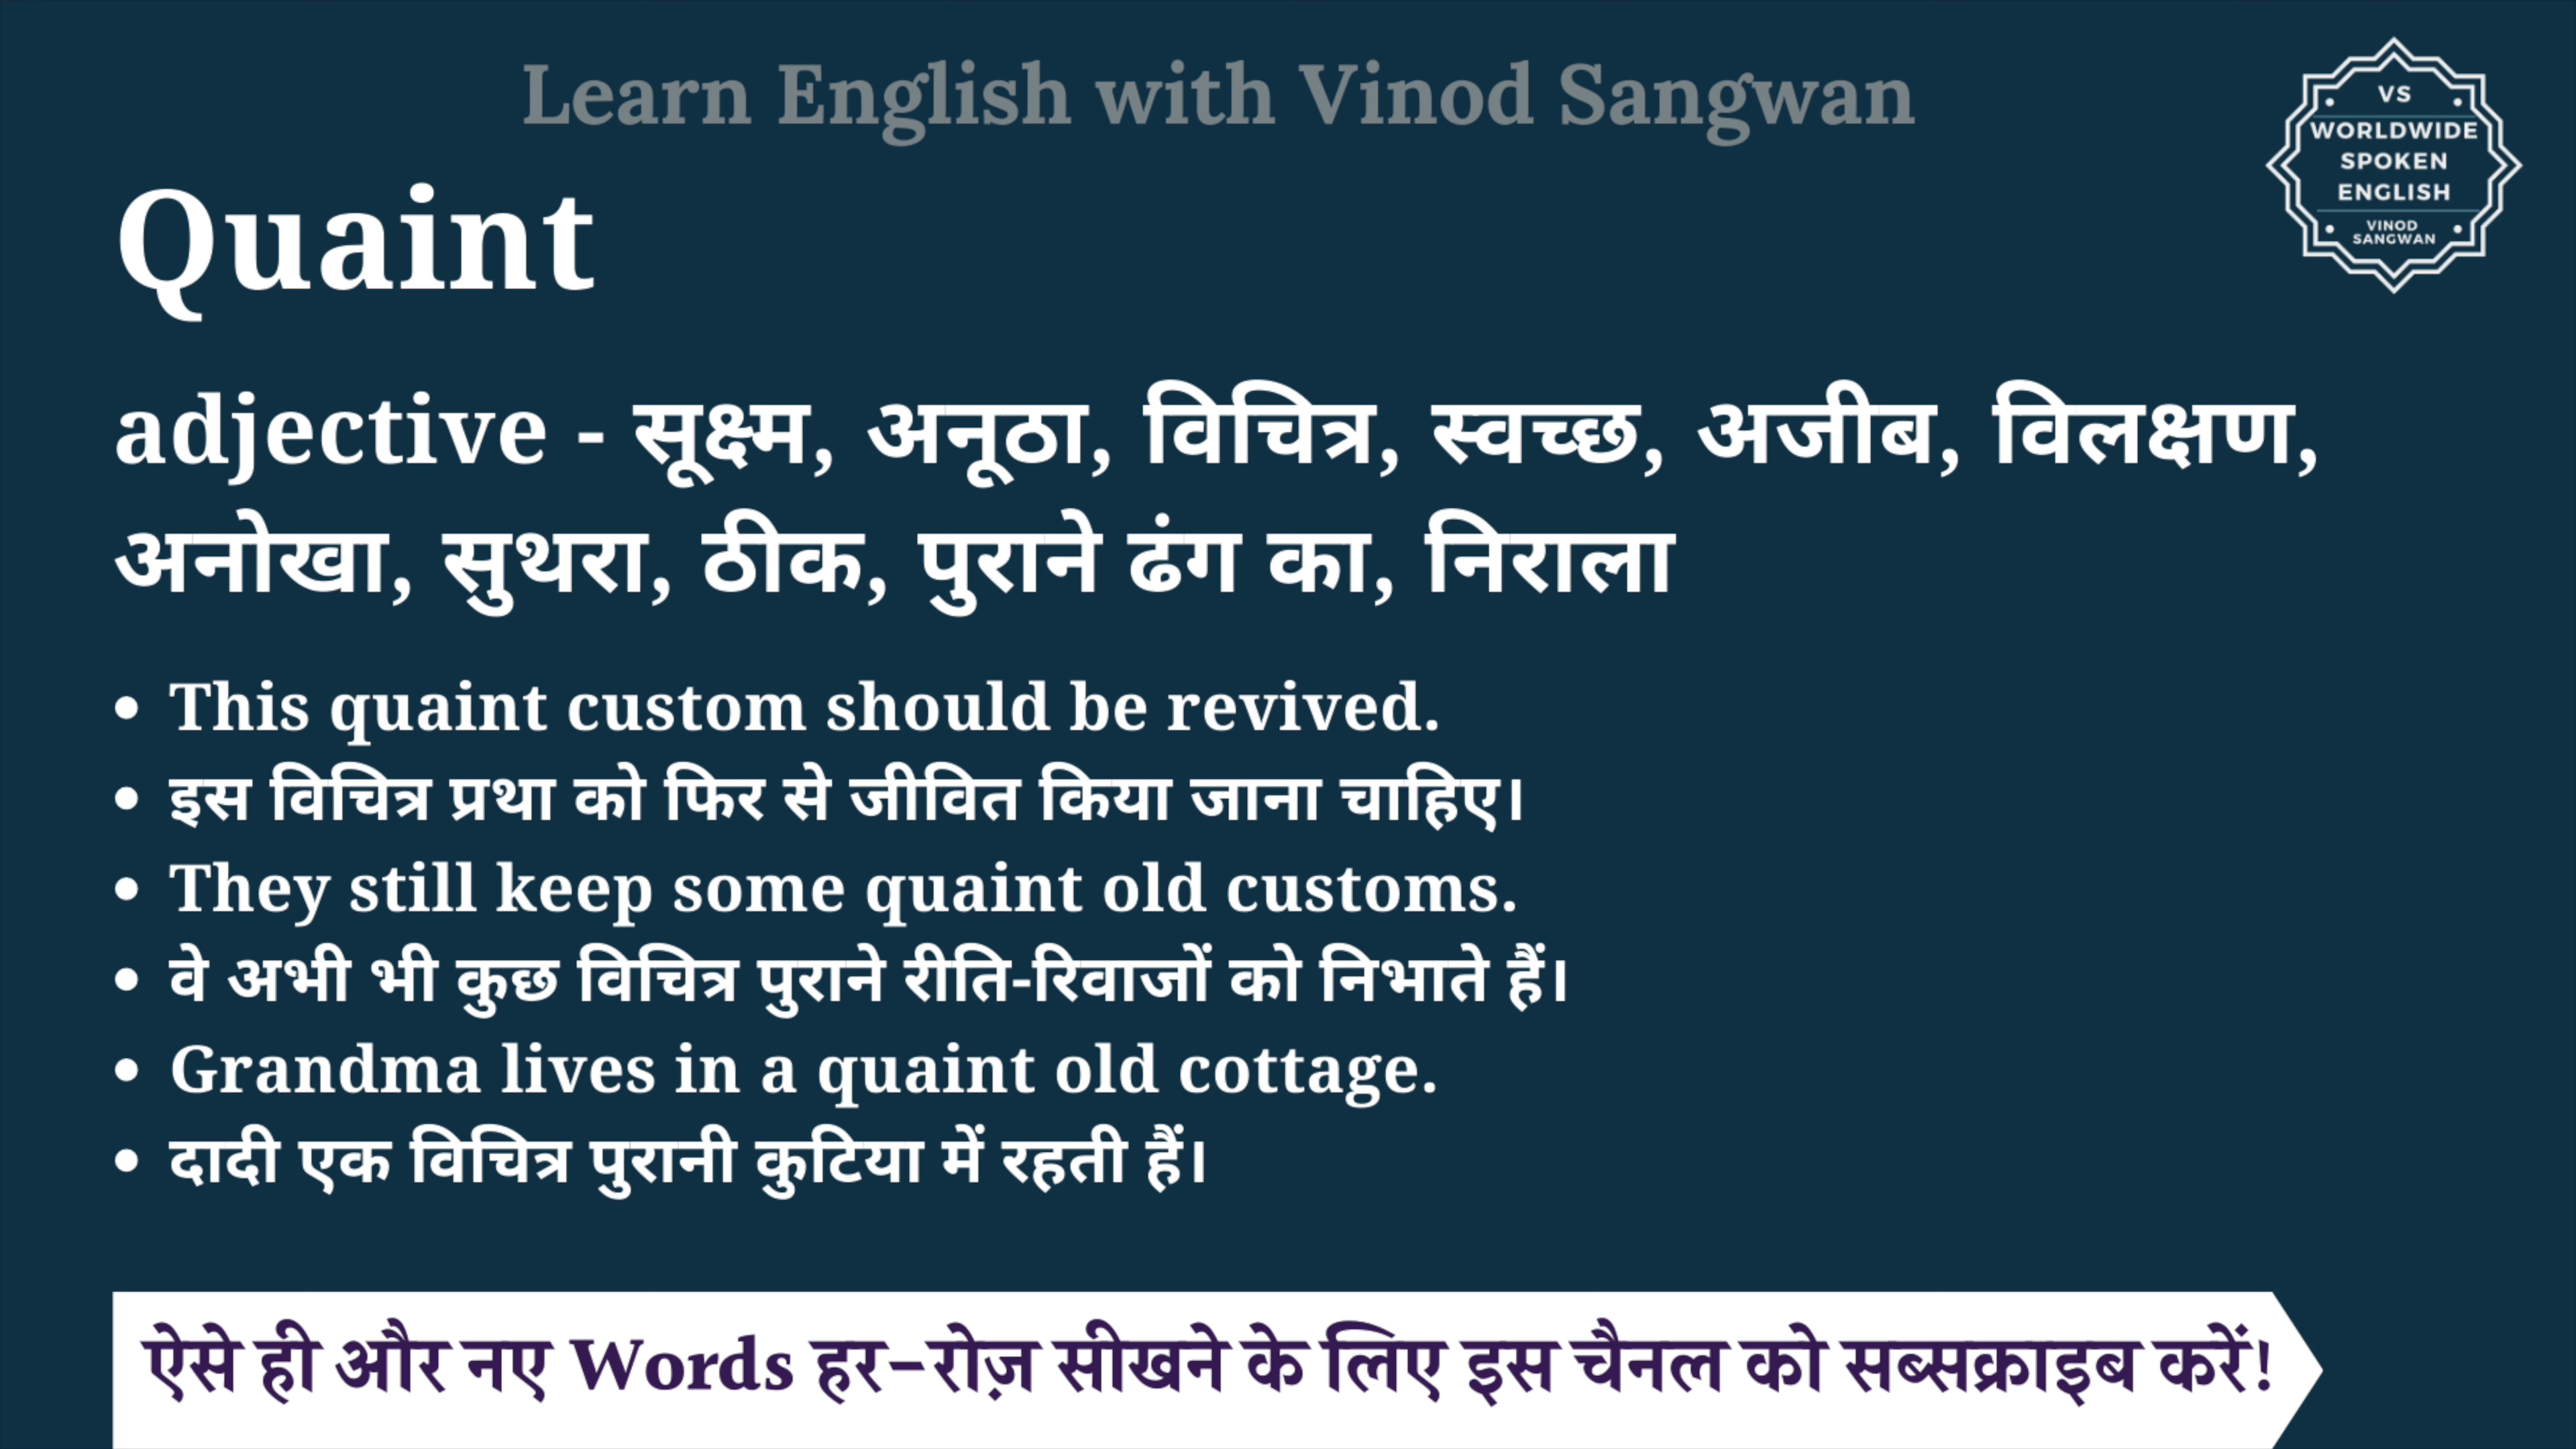 Learn English with Vinod Sangwan
VS
WORLDWIDE
SPOKEN
ENGLISH
VINOD
SANGWAN
Quaint
adjective - सूक्ष्म, अनूठा, विचित्र, स्वच्छ, अजीब, विलक्षण,
अनोखा, सुथरा, ठीक, पुराने ढंग का, निराला
• This quaint custom should be revived.
• इस विचित्र प्रथा को फिर से जीवित किया जाना चाहिए।
• They still keep some quaint old customs.
• वे अभी भी कुछ विचित्र पुराने रीति-रिवाजों को निभाते हैं।
• Grandma lives in a quaint old cottage.
• दादी एक विचित्र पुरानी कुटिया में रहती हैं।
ऐसे ही और नए Words हर-रोज़ सीखने के लिए इस चैनल को सब्सक्राइब करें!